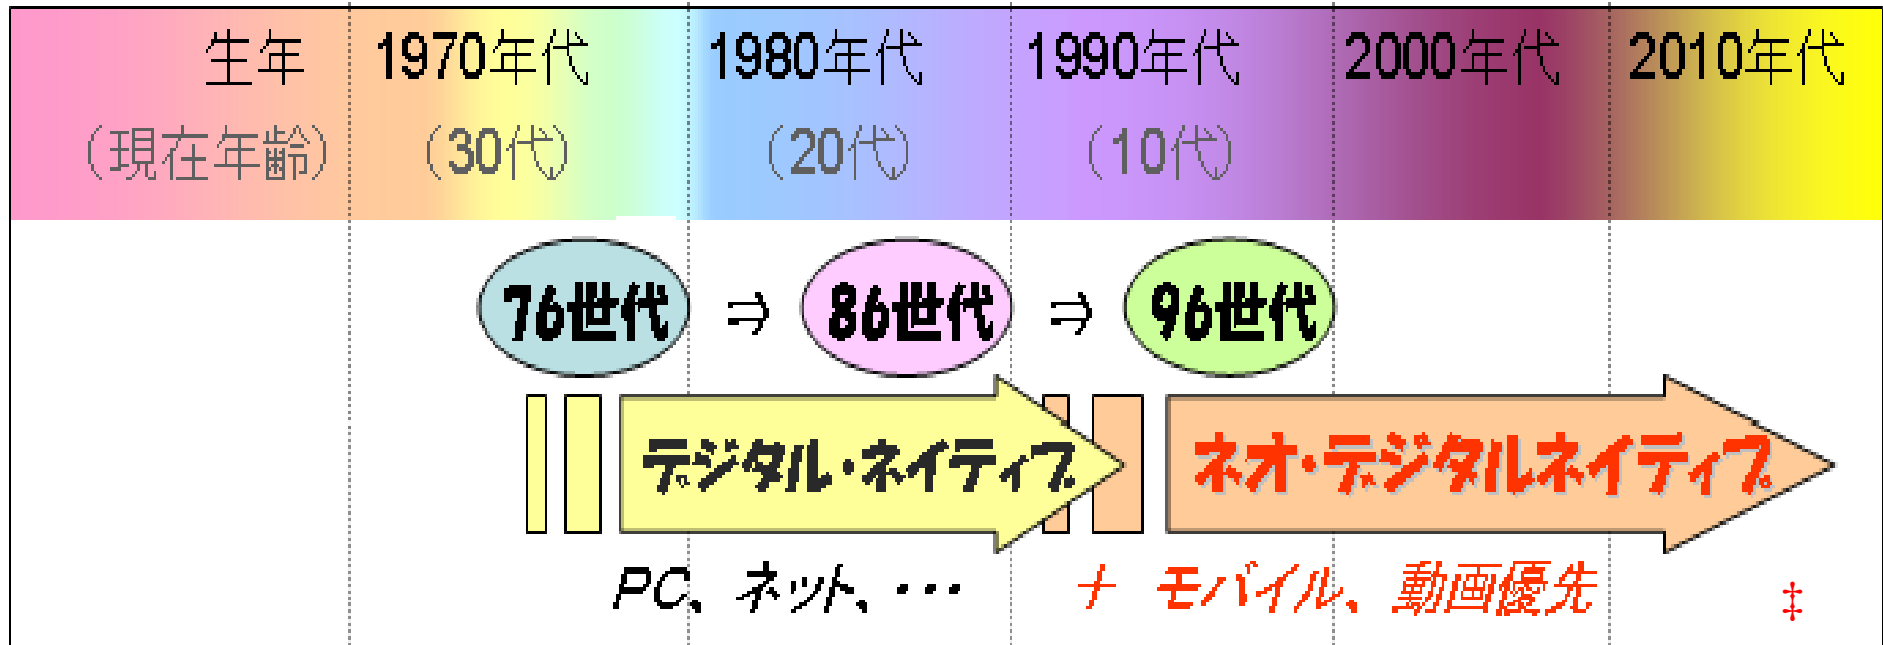 生年 1970年代 1980年代 1990年代 2000年代 2010年代
（現在年齢） （30代） （20代） （10代）
76世代 ⇒ 86世代 ⇒ 96世代
デジタル・ネイティブ ネオ・デジタルネイティブ
PC、ネット、・・・ ＋ モバイル、動画優先 ‡